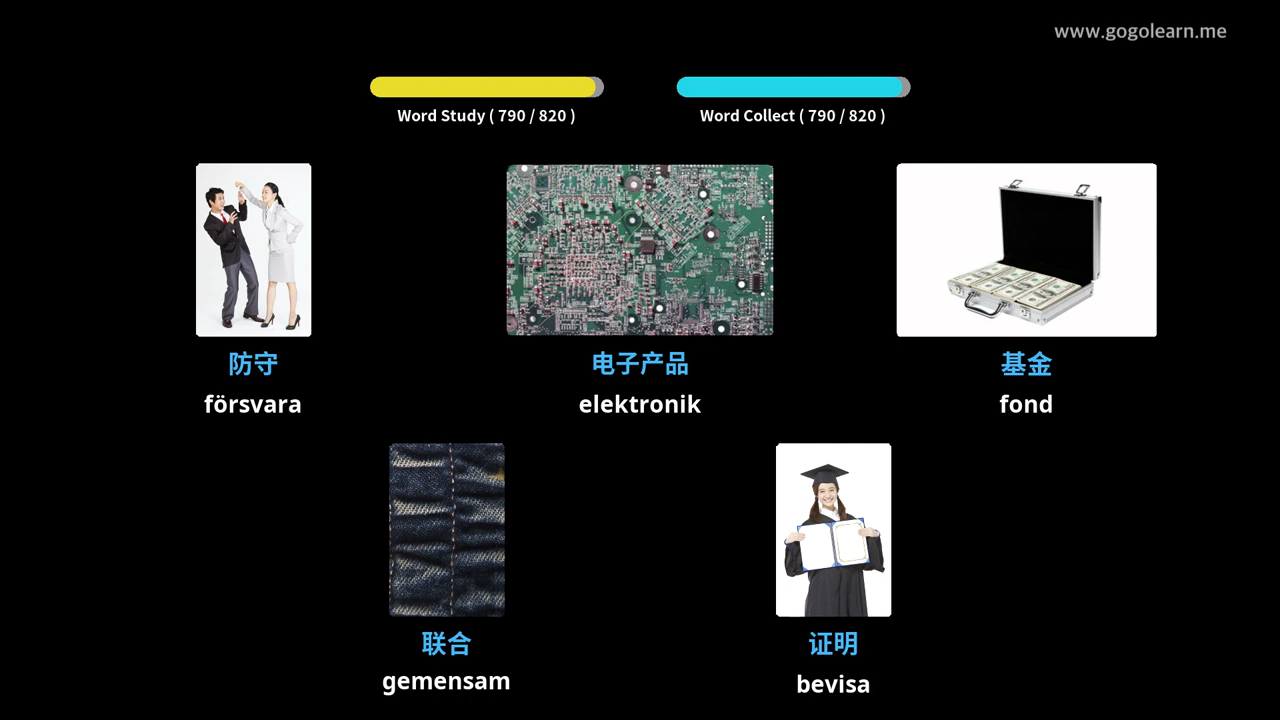 www.gogolearn.me
Word Study ( 790 / 820 )
Word Collect ( 790 / 820 )
防守
försvara
电子产品
elektronik
基金
fond
联合
gemensam
证明
bevisa